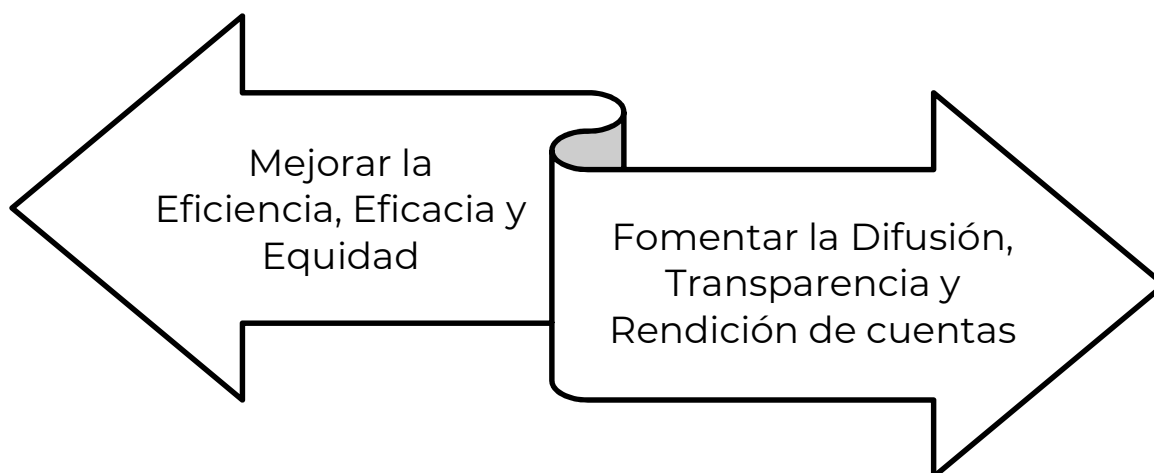 Mejorar la
Eficiencia, Eficacia y
Equidad
Fomentar la Difusión,
Transparencia y
Rendición de cuentas